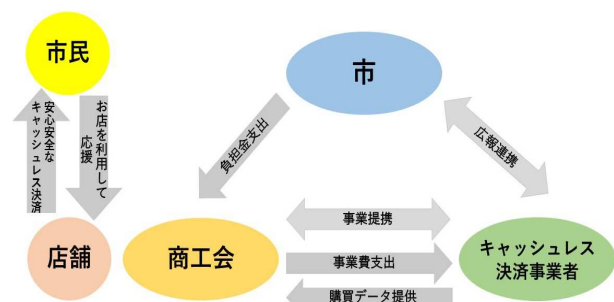 市民
安心安全な
キャッシュレス決済
お店を利用して
応援
店舗
市
負担金支出
広報連携
商工会
事業提携
事業費支出
購買データ提供
キャッシュレス
決済事業者